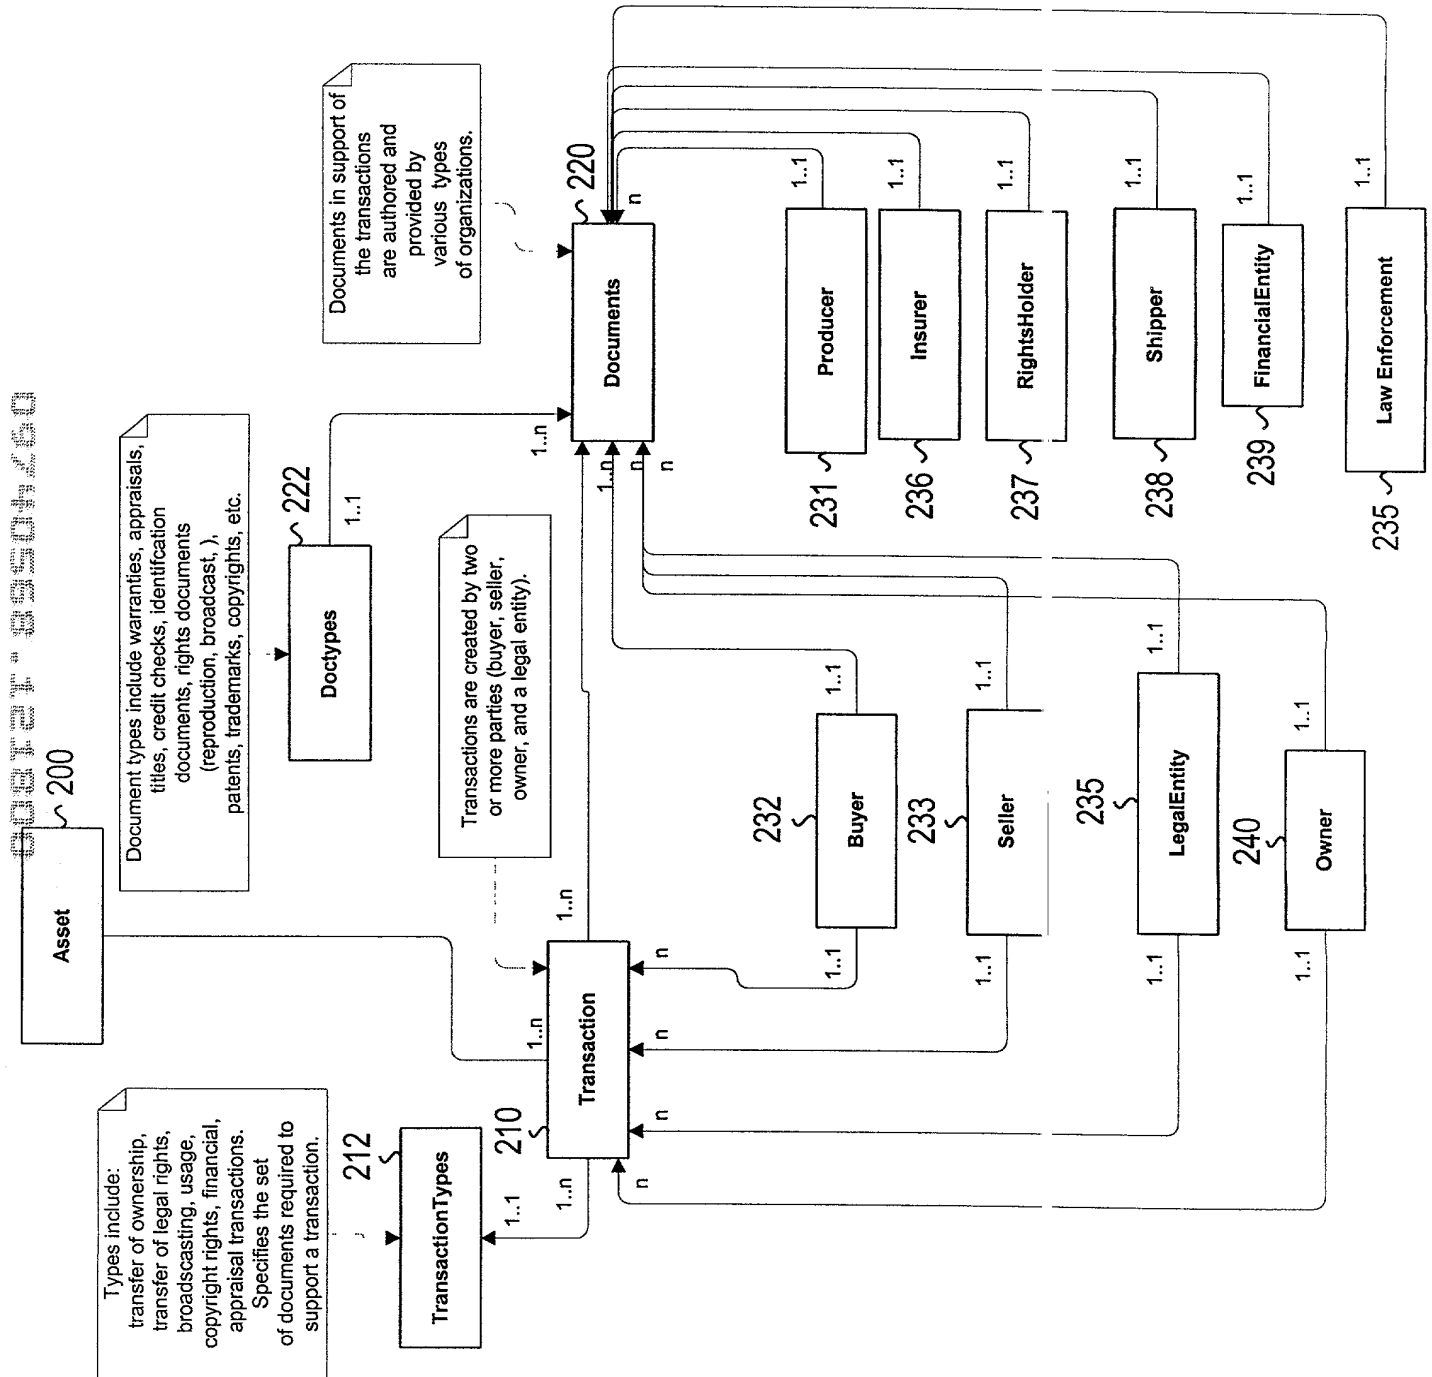 Types include:
transfer of ownership,
transfer of legal rights,
broadscasting, usage,
copyright rights, financial,
appraisal transactions.
Specifies the set
of documents required to
support a transaction.
212
TransactionTypes
1..1
1..n
Asset
200
210
Transaction
1..n
1..n
n
n
n
n
Document types include warranties, appraisals,
titles, credit checks, identifcation
documents, rights documents
(reproduction, broadcast, ),
patents, trademarks, copyrights, etc.
222
Doctypes
1..1
1..n
Transactions are created by two
or more parties (buyer, seller,
owner, and a legal entity).
Documents in support of
the transactions
are authored and
provided by
various types
of organizations.
220
Documents
n
1..n
n
n
232
Buyer
1..1
1..1
233
Seller
1..1
1..1
235
LegalEntity
1..1
1..1
240
Owner
1..1
1..1
231
Producer
1..1
236
Insurer
1..1
237
RightsHolder
1..1
238
Shipper
1..1
239
FinancialEntity
1..1
235
Law Enforcement
1..1